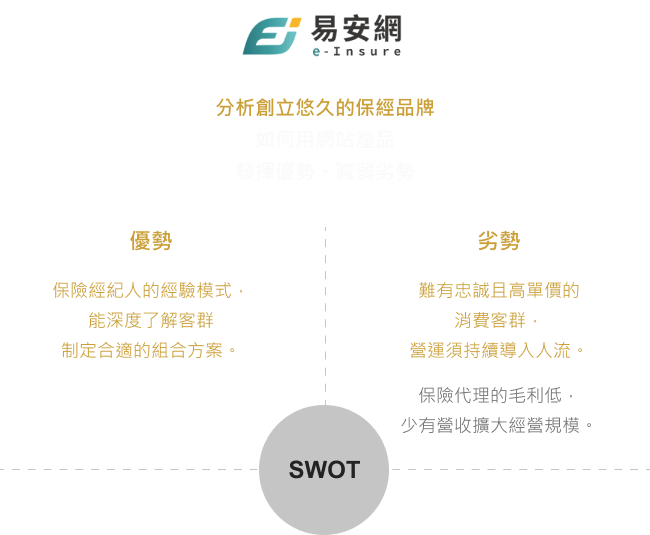 易安網
e-Insure
分析創立悠久的保經品牌
如何用網站產品
發揮優勢、減弱劣勢
優勢
保險經紀人的經驗模式，
能深度了解客群
制定合適的組合方案。
劣勢
難有忠誠且高單價的
消費客群，
營運須持續導入人流。
保險代理的毛利低，
少有營收擴大經營規模。
SWOT